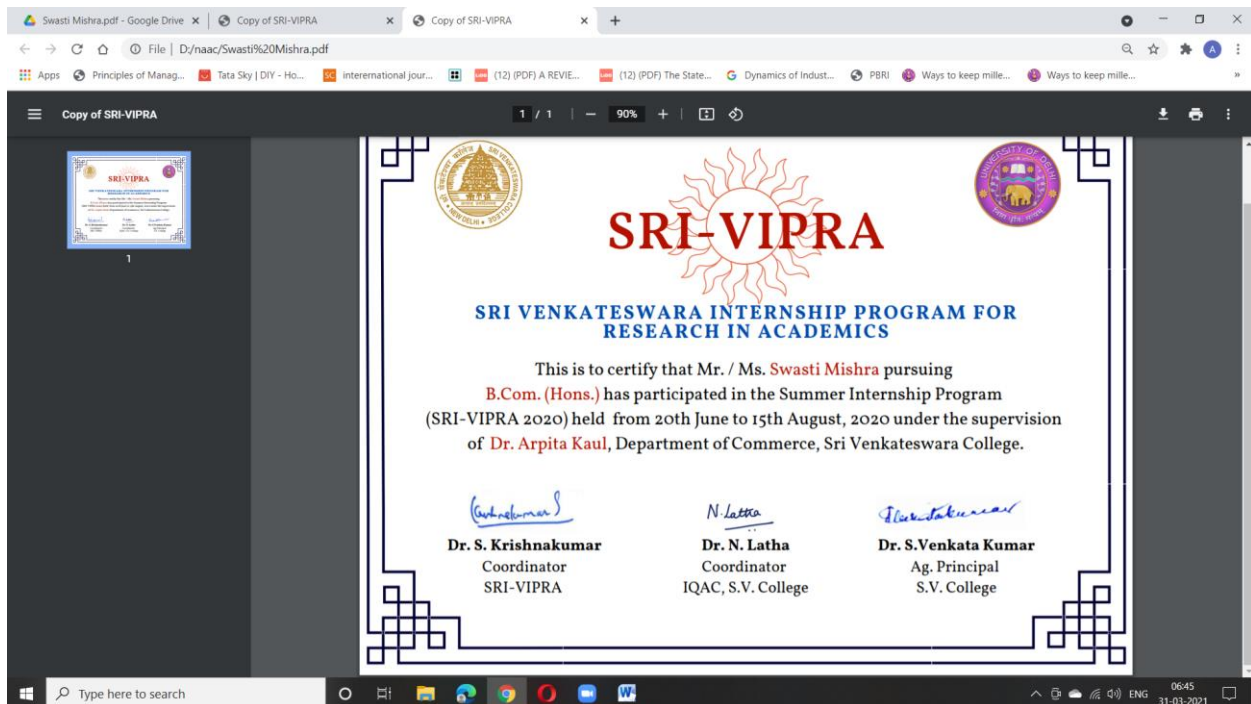 Swasti Mishra.pdf - Google Drive
Copy of SRI-VIPRA
Copy of SRI-VIPRA
File | D:/naac/Swasti%20Mishra.pdf
A
Apps
Principles of Manag...
Tata Sky | DIY - Ho...
SC interernational jour...
(12) (PDF) A REVIE...
(12) (PDF) The State...
G Dynamics of Indust...
PBRI
Ways to keep mille...
Ways to keep mille...
»
Copy of SRI-VIPRA
1 / 1
90%
1
UNIVERSITY OF DELHI
SRI-VIPRA
SRI VENKATESWARA INTERNSHIP PROGRAM FOR
RESEARCH IN ACADEMICS
This is to certify that Mr. / Ms. Swasti Mishra pursuing
B.Com. (Hons.) has participated in the Summer Internship Program
(SRI-VIPRA 2020) held from 20th June to 15th August, 2020 under the supervision
of Dr. Arpita Kaul, Department of Commerce, Sri Venkateswara College.
N. Latha
Dr. S. Krishnakumar
Dr. N. Latha
Dr. S.Venkata Kumar
Coordinator
Coordinator
Ag. Principal
SRI-VIPRA
IQAC, S.V. College
S.V. College
Type here to search
W
ENG
06:45
31-03-2021